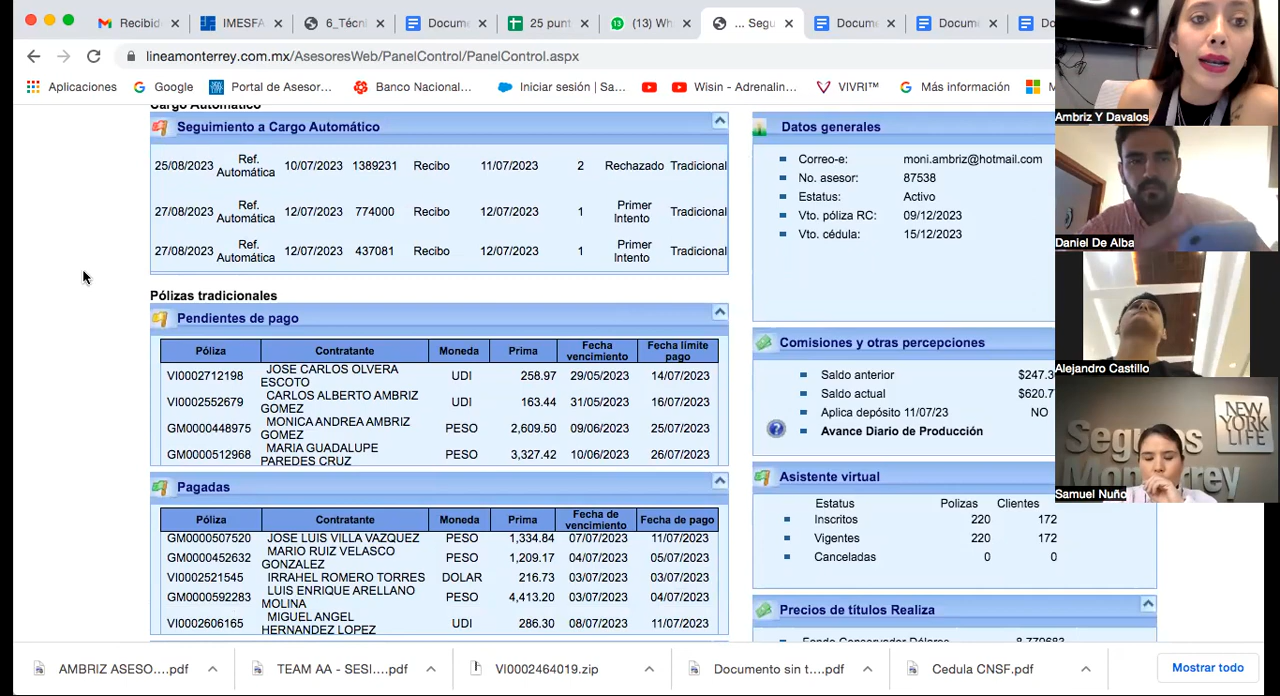 Recibid
IMESFA
6_Técni
Docum
25 punt
(13) Wh
... Segu
Docum
Docum
Do
lineamonterrey.com.mx/AsesoresWeb/PanelControl/PanelControl.aspx
Aplicaciones
Google
Portal de Asesor...
Banco Nacional...
Iniciar sesión | Sa...
Wisin - Adrenalin...
VIVRI™
Más información
M
Cargo Automático
Seguimiento a Cargo Automático
25/08/2023 Ref. Automática 10/07/2023 1389231 Recibo 11/07/2023 2 Rechazado Tradicional
27/08/2023 Ref. Automática 12/07/2023 774000 Recibo 12/07/2023 1 Primer Intento Tradicional
27/08/2023 Ref. Automática 12/07/2023 437081 Recibo 12/07/2023 1 Primer Intento Tradicional
Pólizas tradicionales
Pendientes de pago
Póliza Contratante Moneda Prima Fecha vencimiento Fecha límite pago
VI0002712198 JOSE CARLOS OLVERA ESCOTO UDI 258.97 29/05/2023 14/07/2023
VI0002552679 CARLOS ALBERTO AMBRIZ GOMEZ UDI 163.44 31/05/2023 16/07/2023
GM0000448975 MONICA ANDREA AMBRIZ GOMEZ PESO 2,609.50 09/06/2023 25/07/2023
GM0000512968 MARIA GUADALUPE PAREDES CRUZ PESO 3,327.42 10/06/2023 26/07/2023
Pagadas
Póliza Contratante Moneda Prima Fecha de vencimiento Fecha de pago
GM0000507520 JOSE LUIS VILLA VAZQUEZ PESO 1,334.84 07/07/2023 11/07/2023
GM0000452632 MARIO RUIZ VELASCO GONZALEZ PESO 1,209.17 04/07/2023 05/07/2023
VI0002521545 IRRAHEL ROMERO TORRES DOLAR 216.73 03/07/2023 03/07/2023
GM0000592283 LUIS ENRIQUE ARELLANO MOLINA PESO 4,413.20 03/07/2023 04/07/2023
VI0002606165 MIGUEL ANGEL HERNANDEZ LOPEZ UDI 286.30 08/07/2023 11/07/2023
Datos generales
Correo-e: moni.ambriz@hotmail.com
No. asesor: 87538
Estatus: Activo
Vto. póliza RC: 09/12/2023
Vto. cédula: 15/12/2023
Comisiones y otras percepciones
Saldo anterior $247.3
Saldo actual $620.7
Aplica depósito 11/07/23 NO
Avance Diario de Producción
Asistente virtual
Estatus Polizas Clientes
Inscritos 220 172
Vigentes 220 172
Canceladas 0 0
Precios de títulos Realiza
Ambriz Y Davalos
Daniel De Alba
Alejandro Castillo
NEW YORK LIFE
Seguros Monterrey
Samuel Nuño
AMBRIZ ASESO....pdf
TEAM AA - SESI....pdf
VI0002464019.zip
Documento sin t....pdf
Cedula CNSF.pdf
Mostrar todo